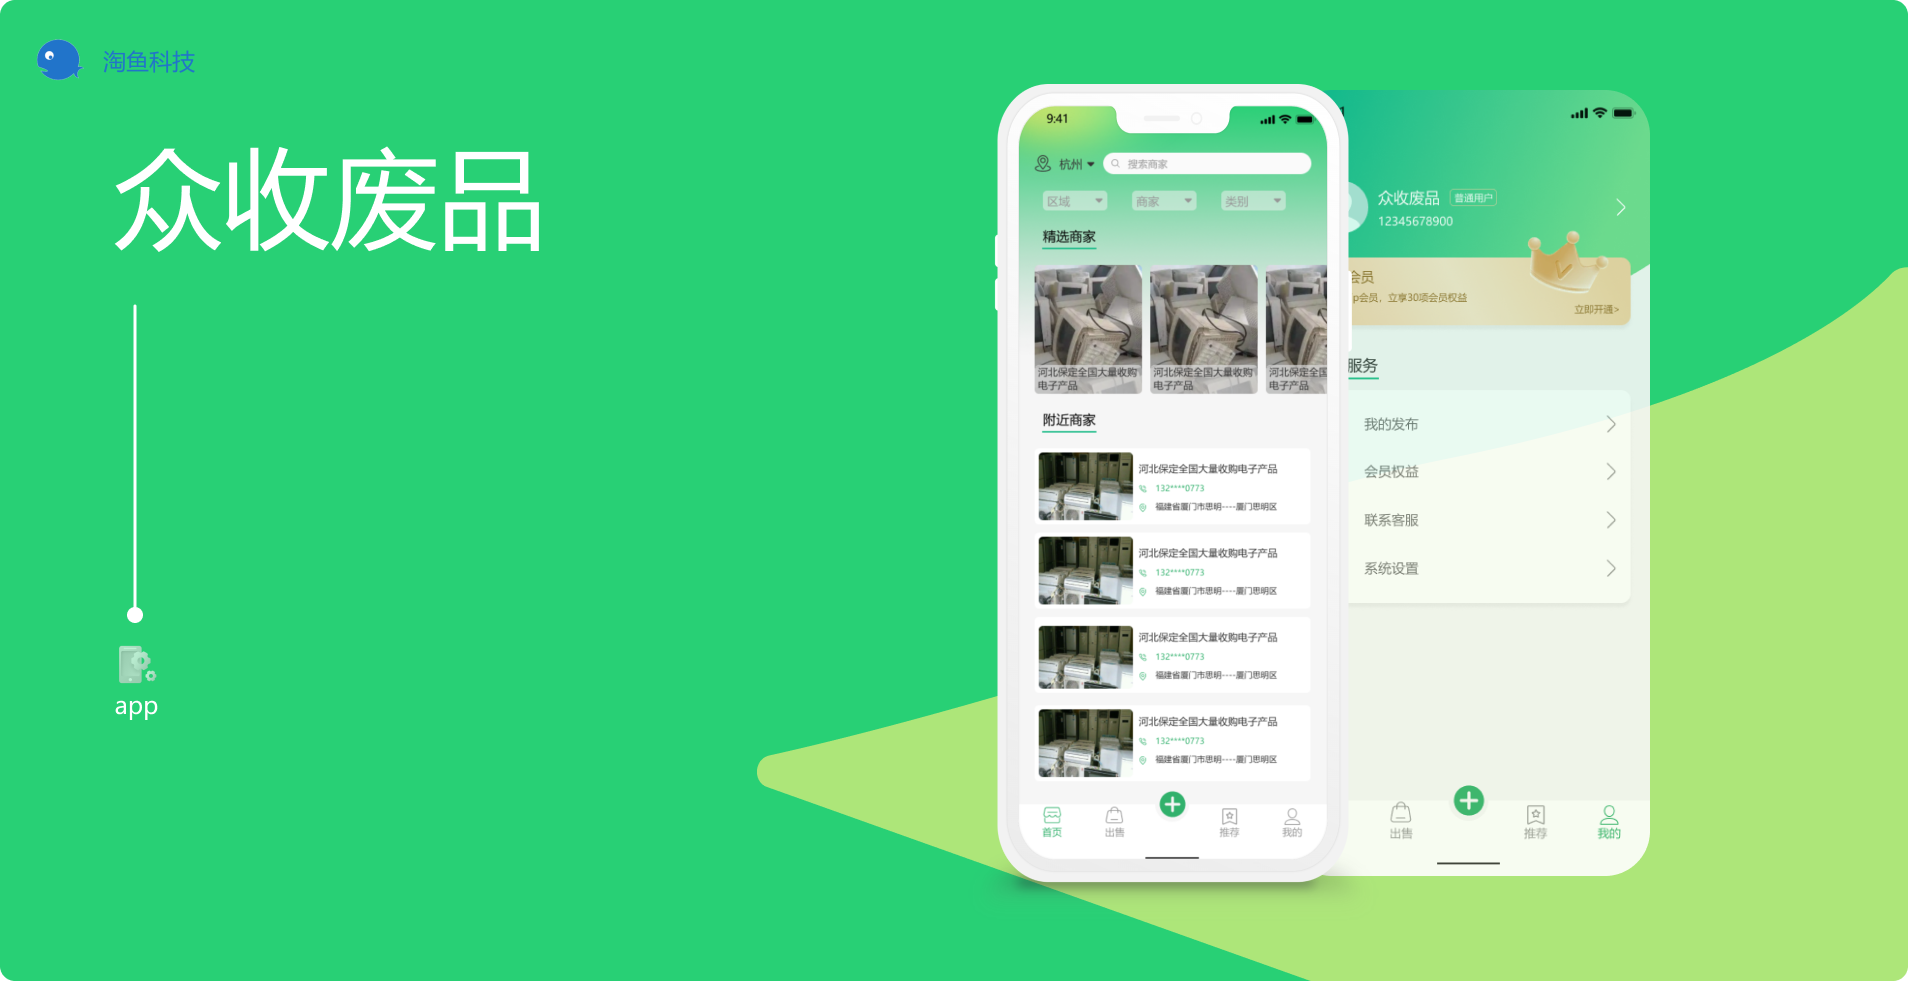 淘鱼科技
众收废品
app
9:41
杭州
搜索商家
区域
商家
类别
精选商家
河北保定全国大量收购
电子产品
河北保定全国大量收购
电子产品
河北保定全国
电子产品
附近商家
河北保定全国大量收购电子产品
132****0773
福建省厦门市思明----厦门思明区
河北保定全国大量收购电子产品
132****0773
福建省厦门市思明----厦门思明区
河北保定全国大量收购电子产品
132****0773
福建省厦门市思明----厦门思明区
河北保定全国大量收购电子产品
132****0773
福建省厦门市思明----厦门思明区
首页
出售
推荐
我的
众收废品
普通用户
12345678900
会员
p会员，立享30项会员权益
立即开通>
服务
我的发布
会员权益
联系客服
系统设置
出售
推荐
我的